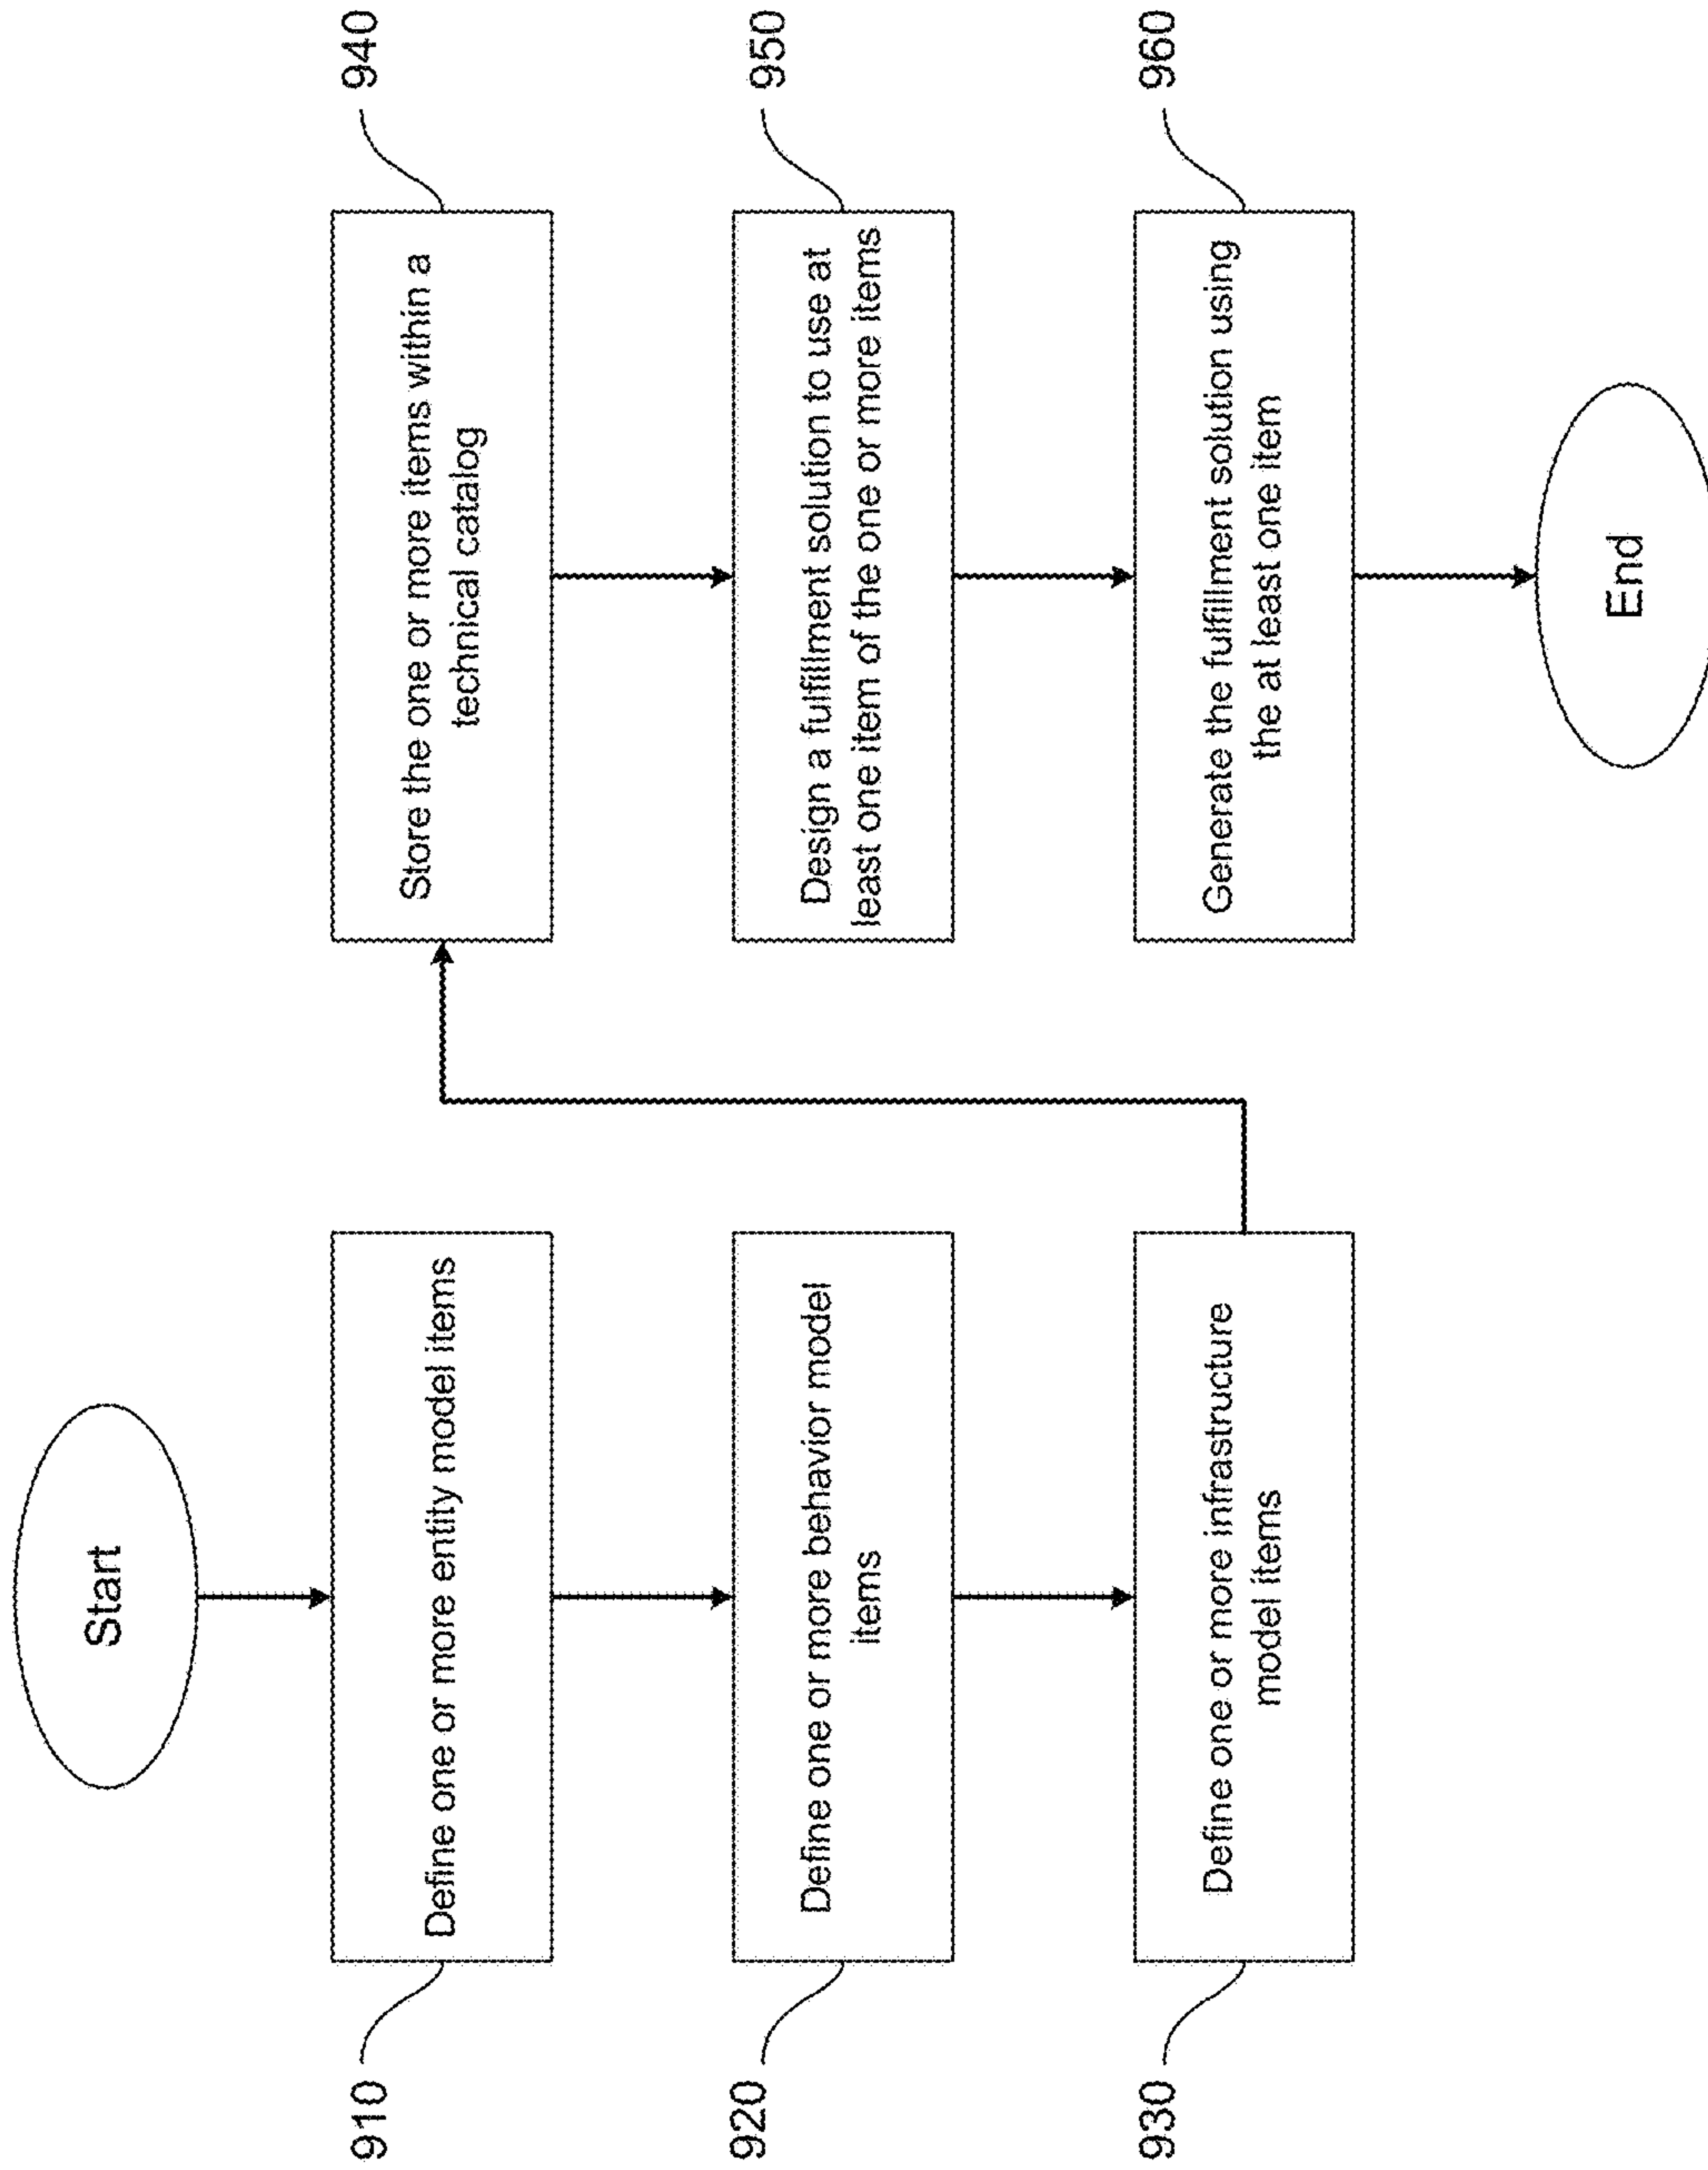 Start
910
Define one or more entity model items
920
Define one or more behavior model
items
930
Define one or more infrastructure
model items
940
Store the one or more items within a
technical catalog
950
Design a fulfillment solution to use at
least one item of the one or more items
960
Generate the fulfillment solution using
the at least one item
End